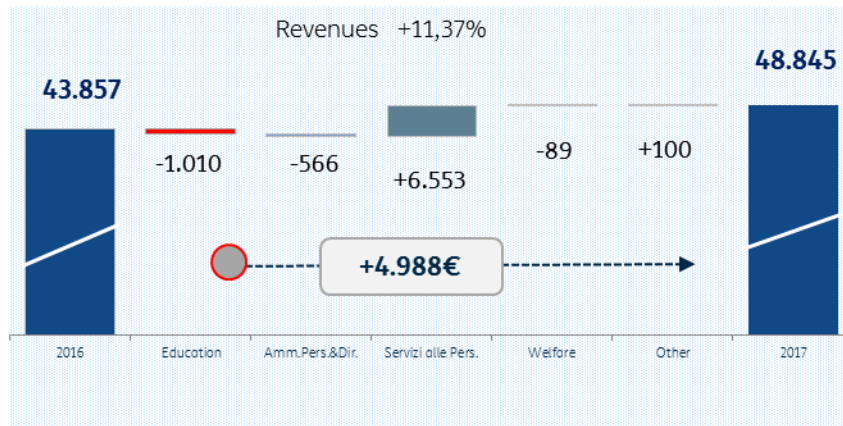 Revenues +11,37%
48.845
43.857
-1.010
-566
+6.553
-89
+100
+4.988€
2016
Education
Amm.Pers.&Dir.
Servizi alle Pers.
Welfare
Other
2017